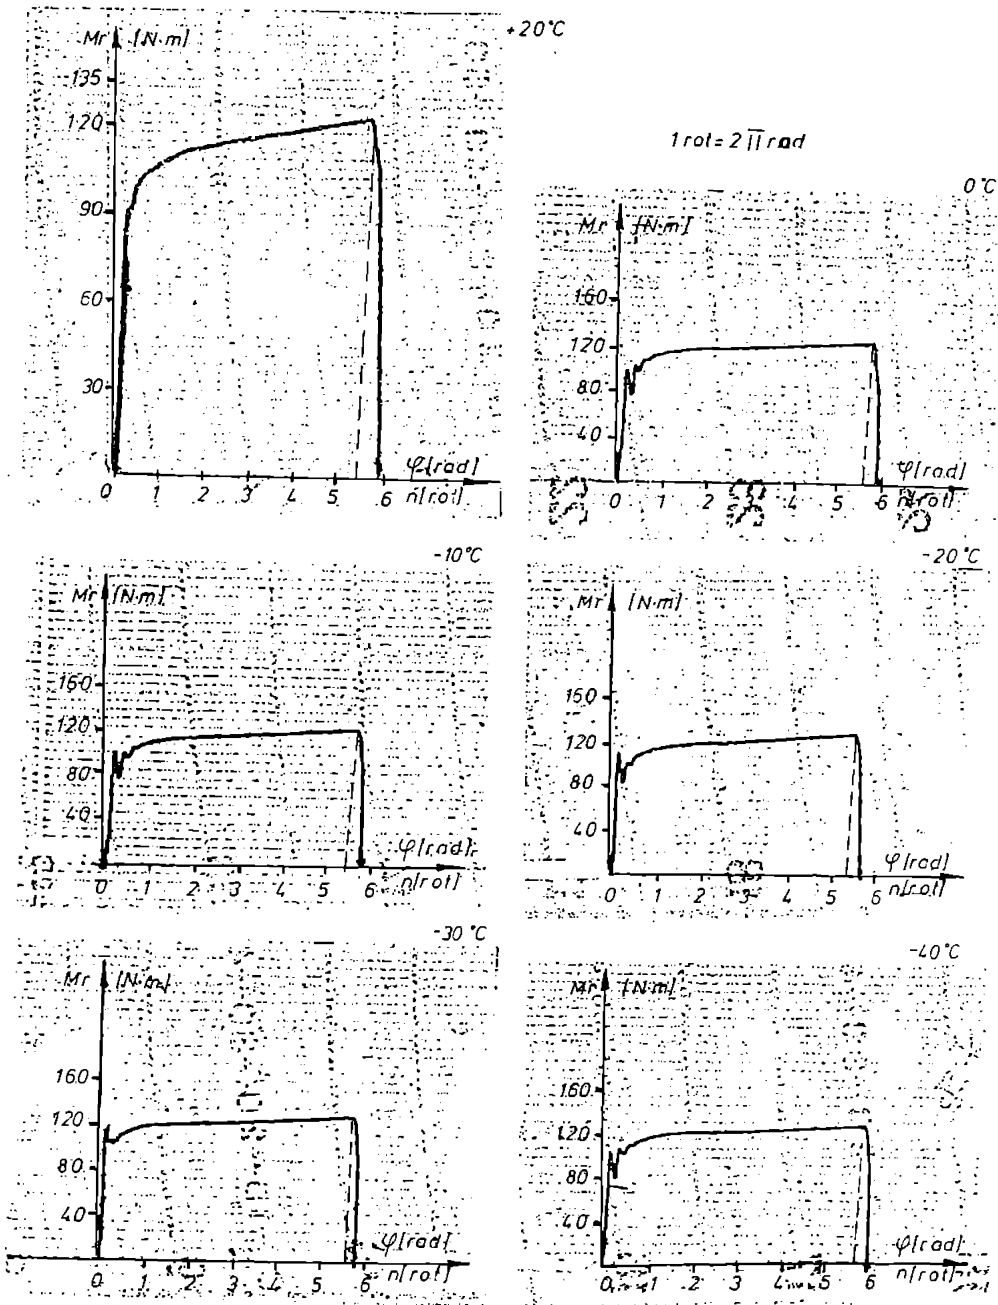 +20°C
Mr [N·m]
135
120
90
60
30
0 1 2 3 4 5 6
φ[rad]
n[rot]
1 rot = 2 π rad
0°C
Mr [N·m]
160
120
80
40
0 1 2 3 4 5 6
φ[rad]
n[rot]
-10°C
Mr [N·m]
160
120
80
40
0 1 2 3 4 5 6
φ[rad]
n[rot]
-20°C
Mr [N·m]
160
120
80
40
0 1 2 3 4 5 6
φ[rad]
n[rot]
-30°C
Mr [N·m]
160
120
80
40
0 1 2 3 4 5 6
φ[rad]
n[rot]
-40°C
Mr [N·m]
160
120
80
40
0 1 2 3 4 5 6
φ[rad]
n[rot]